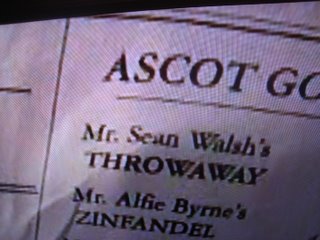 ASCOT GO
Mr. Sean Walsh's
THROWAWAY
Mr. Alfie Byrne's
ZINFANDEL